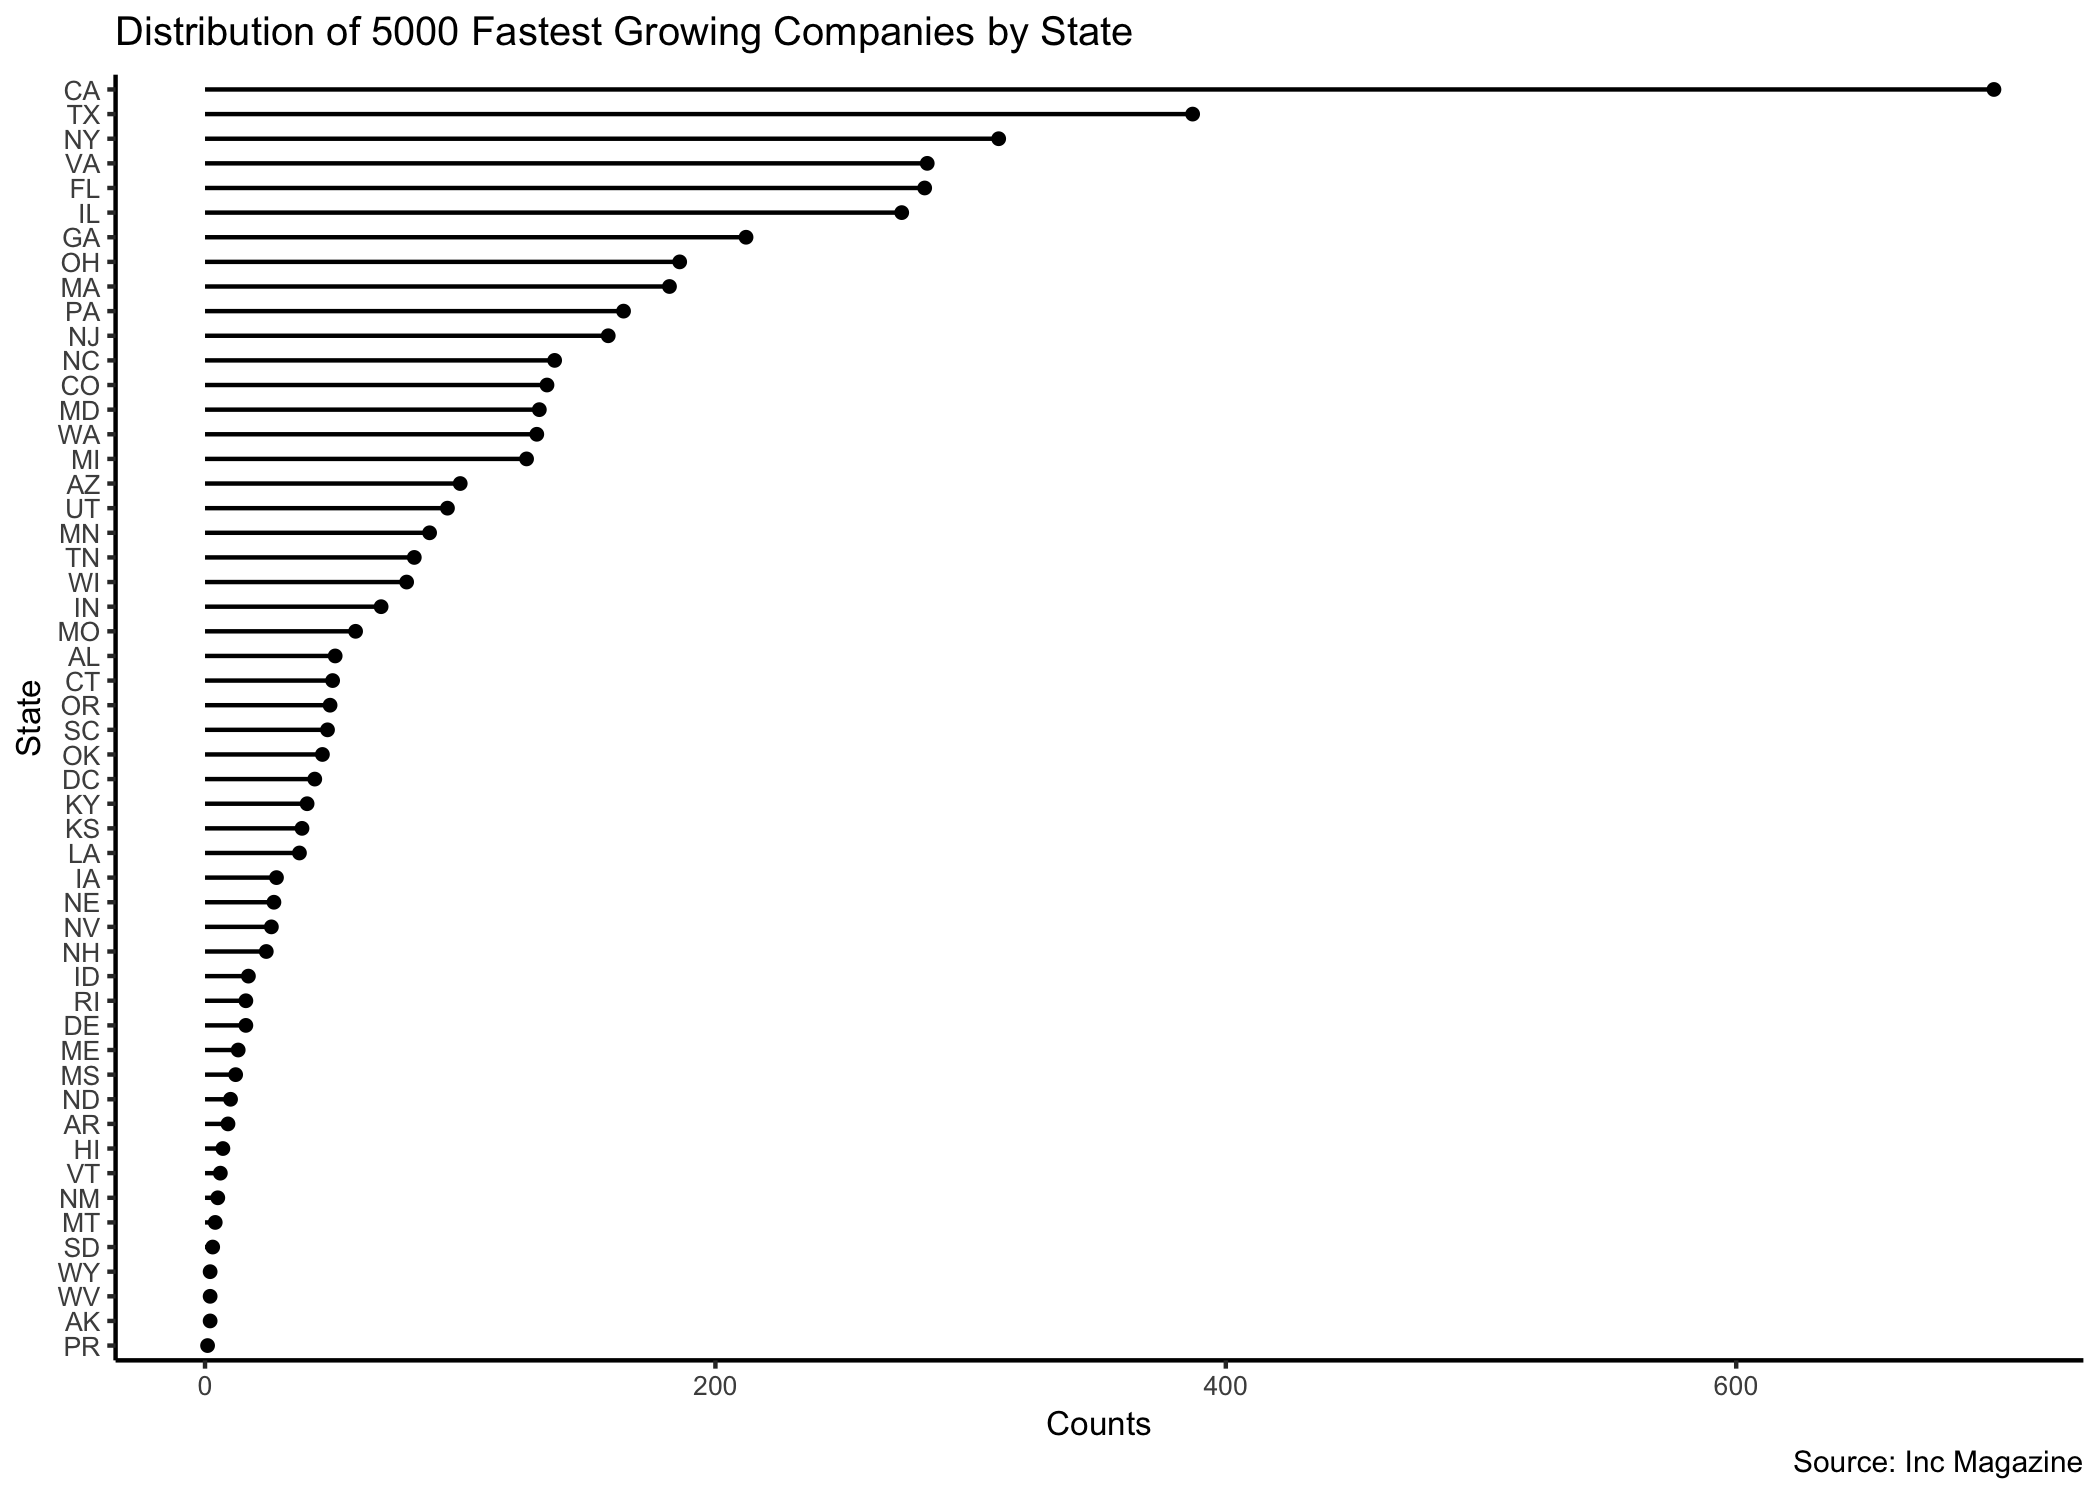 Distribution of 5000 Fastest Growing Companies by State
CA
TX
NY
VA
FL
IL
GA
OH
MA
PA
NJ
NC
CO
MD
WA
MI
AZ
UT
MN
TN
WI
IN
MO
AL
CT
OR
SC
OK
DC
KY
KS
LA
IA
NE
NV
NH
ID
RI
DE
ME
MS
ND
AR
HI
VT
NM
MT
SD
WY
WV
AK
PR
State
0 200 400 600
Counts
Source: Inc Magazine